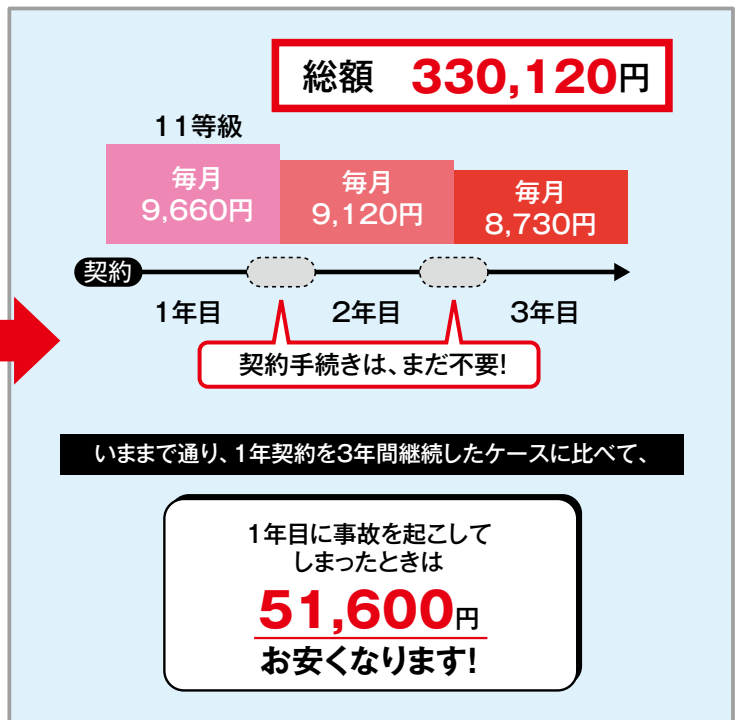 総額 330,120円
11等級
毎月
9,660円
毎月
9,120円
毎月
8,730円
契約
1年目
2年目
3年目
契約手続きは、まだ不要!
いままで通り、1年契約を3年間継続したケースに比べて、
1年目に事故を起こして
しまったときは
51,600円
お安くなります!